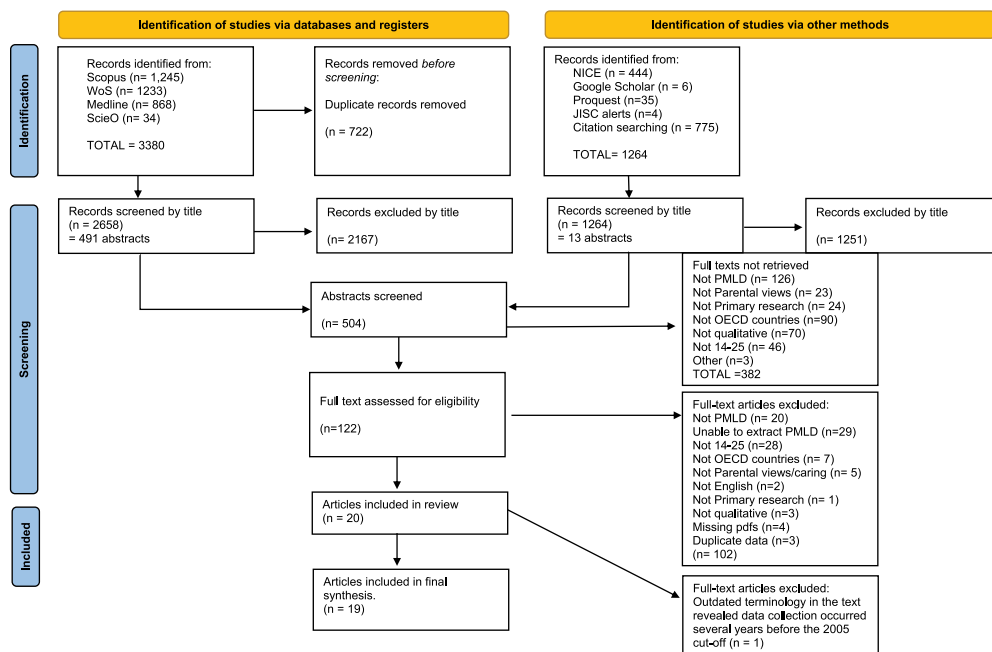 Identification of studies via databases and registers
Identification of studies via other methods
Identification
Records identified from:
Scopus (n= 1,245)
WoS (n= 1233)
Medline (n= 868)
ScieO (n= 34)
TOTAL = 3380
Records removed before
screening:
Duplicate records removed
(n = 722)
Records identified from:
NICE (n = 444)
Google Scholar (n = 6)
Proquest (n=35)
JISC alerts (n=4)
Citation searching (n = 775)
TOTAL= 1264
Screening
Records screened by title
(n = 2658)
= 491 abstracts
Records excluded by title
(n = 2167)
Records screened by title
(n = 1264)
= 13 abstracts
Records excluded by title
(n = 1251)
Abstracts screened
(n= 504)
Full texts not retrieved
Not PMLD (n= 126)
Not Parental views (n = 23)
Not Primary research (n = 24)
Not OECD countries (n=90)
Not qualitative (n=70)
Not 14-25 (n= 46)
Other (n=3)
TOTAL =382
Full text assessed for eligibility
(n=122)
Full-text articles excluded:
Not PMLD (n = 20)
Unable to extract PMLD (n=29)
Not 14-25 (n=28)
Not OECD countries (n= 7)
Not Parental views/caring (n= 5)
Not English (n=2)
Not Primary research (n= 1)
Not qualitative (n=3)
Missing pdfs (n=4)
Duplicate data (n=3)
(n = 102)
Included
Articles included in review
(n = 20)
Articles included in final
synthesis.
(n = 19)
Full-text articles excluded:
Outdated terminology in the text
revealed data collection occurred
several years before the 2005
cut-off (n = 1)